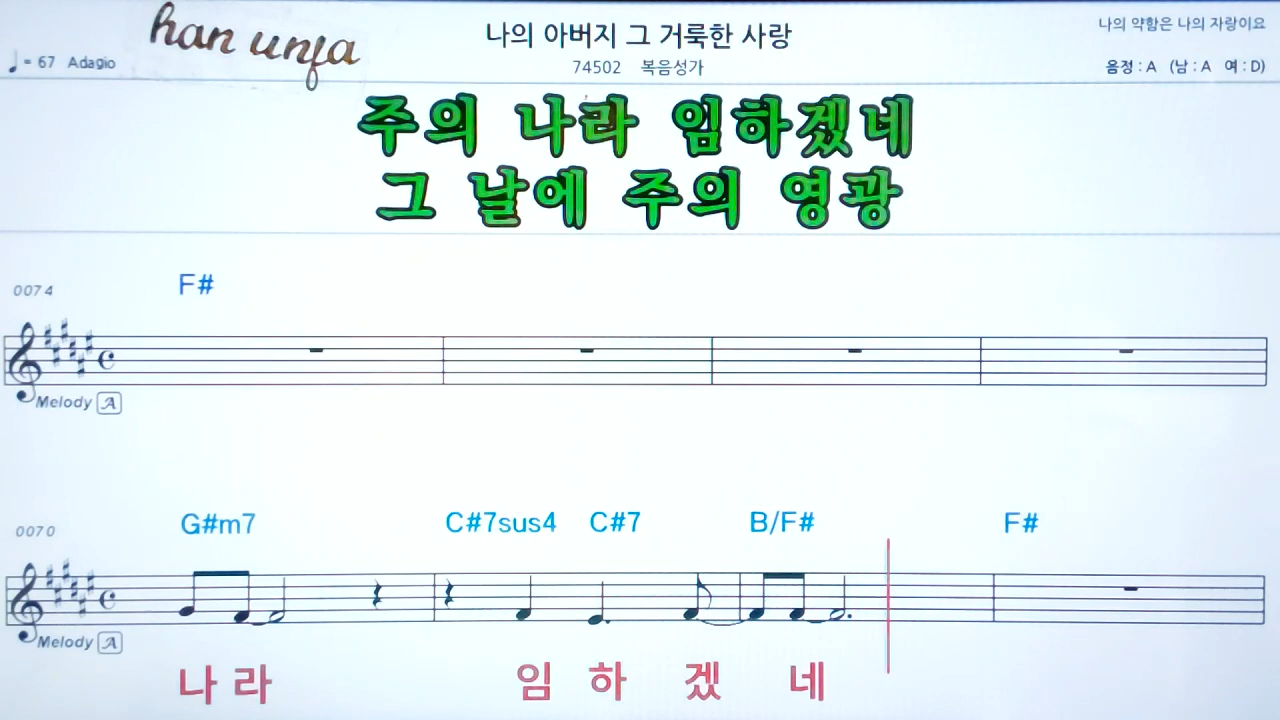 han unfa
나의 아버지 그 거룩한 사랑
나의 약함은 나의 자랑이요
♩= 67 Adagio
74502 복음성가
음정 : A (남 : A 여 : D)
주의 나라 임하겠네
그 날에 주의 영광
0074
F#
Melody A
0070
G#m7 C#7sus4 C#7 B/F# F#
Melody A
나 라 임 하 겠 네